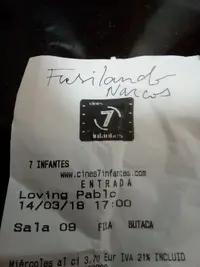 Fusilando
Narcos
cines
7
infantes
7 INFANTES
www.cines7infantes.com
ENTRADA
Loving Pablo
14/03/18 17:00
Sala 09 FILA BUTACA
Miércoles al ci 3,70 Eur IVA 21% INCLUID